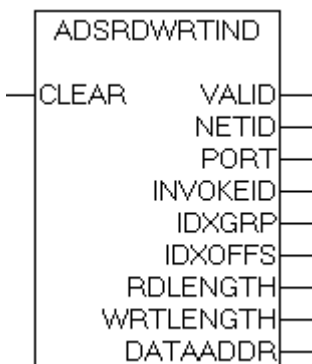 ADSRDWRTIND
CLEAR VALID
NETID
PORT
INVOKEID
IDXGRP
IDXOFFS
RDLENGTH
WRTLENGTH
DATAADDR